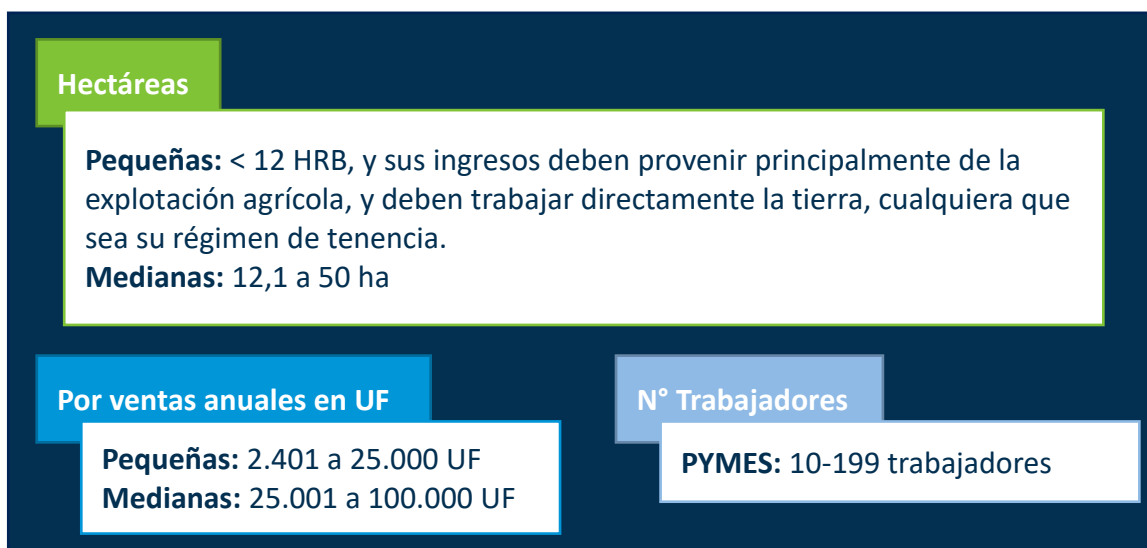 Hectáreas
Pequeñas: < 12 HRB, y sus ingresos deben provenir principalmente de la
explotación agrícola, y deben trabajar directamente la tierra, cualquiera que
sea su régimen de tenencia.
Medianas: 12,1 a 50 ha
Por ventas anuales en UF
Pequeñas: 2.401 a 25.000 UF
Medianas: 25.001 a 100.000 UF
N° Trabajadores
PYMES: 10-199 trabajadores